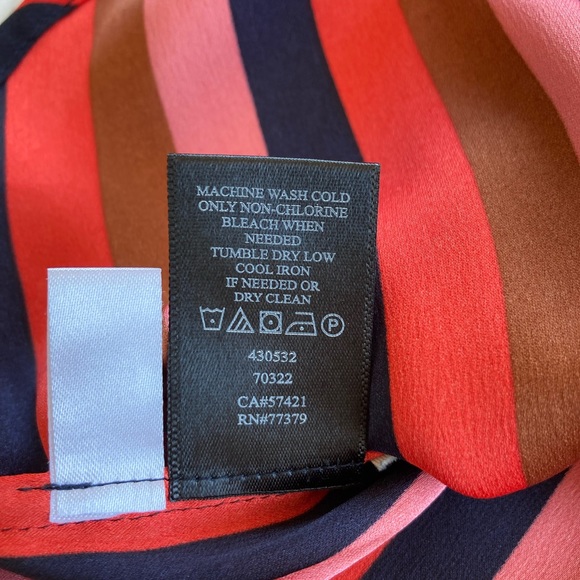 MACHINE WASH COLD
ONLY NON-CHLORINE
BLEACH WHEN
NEEDED
TUMBLE DRY LOW
COOL IRON
IF NEEDED OR
DRY CLEAN
P
430532
70322
CA#57421
RN#77379